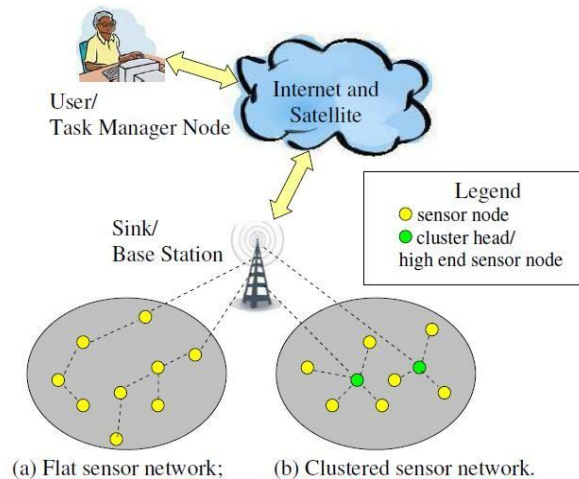 User/
Task Manager Node
Internet and
Satellite
Sink/
Base Station
Legend
sensor node
cluster head/
high end sensor node
(a) Flat sensor network;
(b) Clustered sensor network.